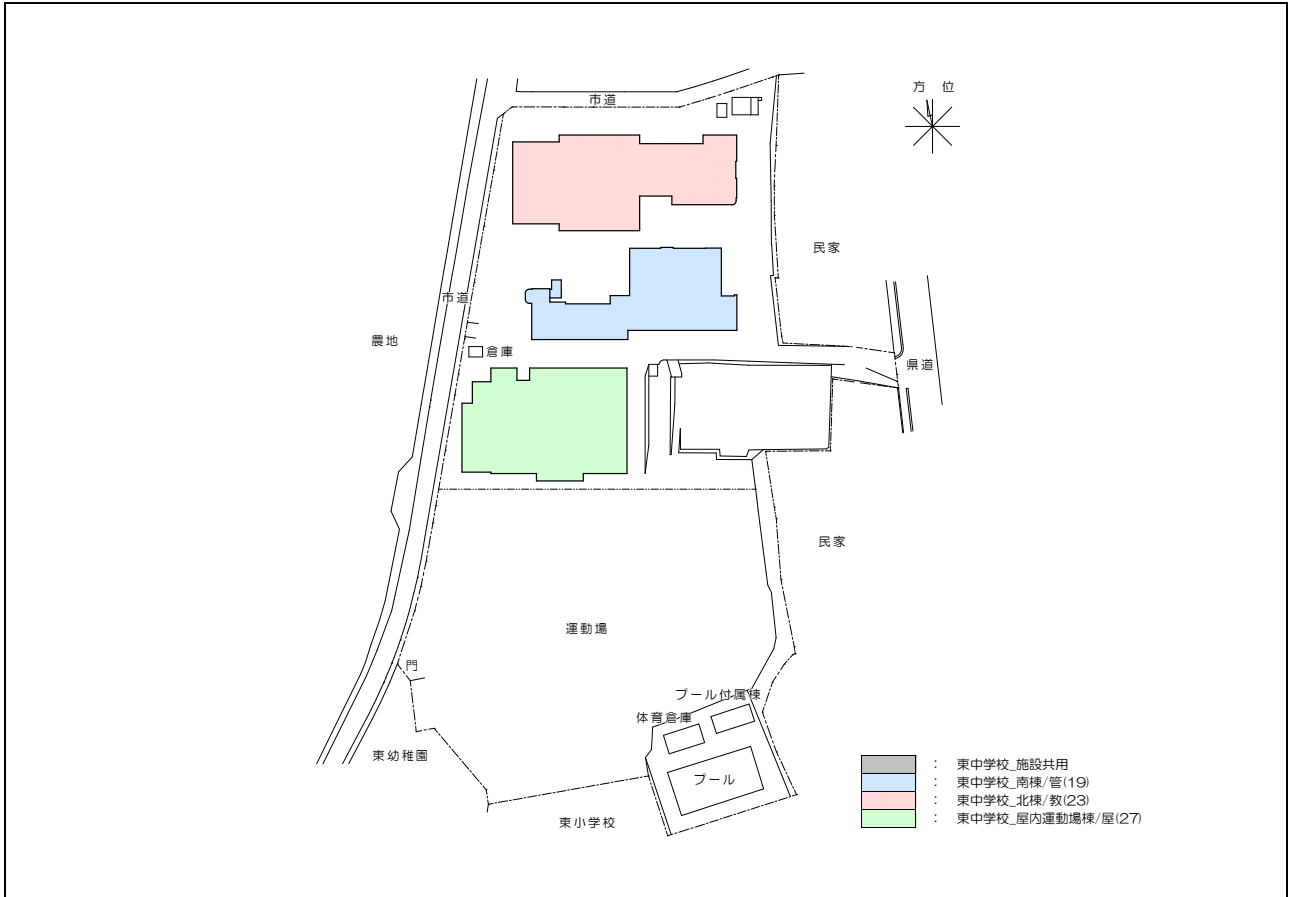 方 位
市道
民家
市道
農地
倉庫
県道
民家
運動場
門
プール付属棟
体育倉庫
東幼稚園
プール
東小学校
: 東中学校_施設共用
: 東中学校_南棟/管(19)
: 東中学校_北棟/教(23)
: 東中学校_屋内運動場棟/屋(27)